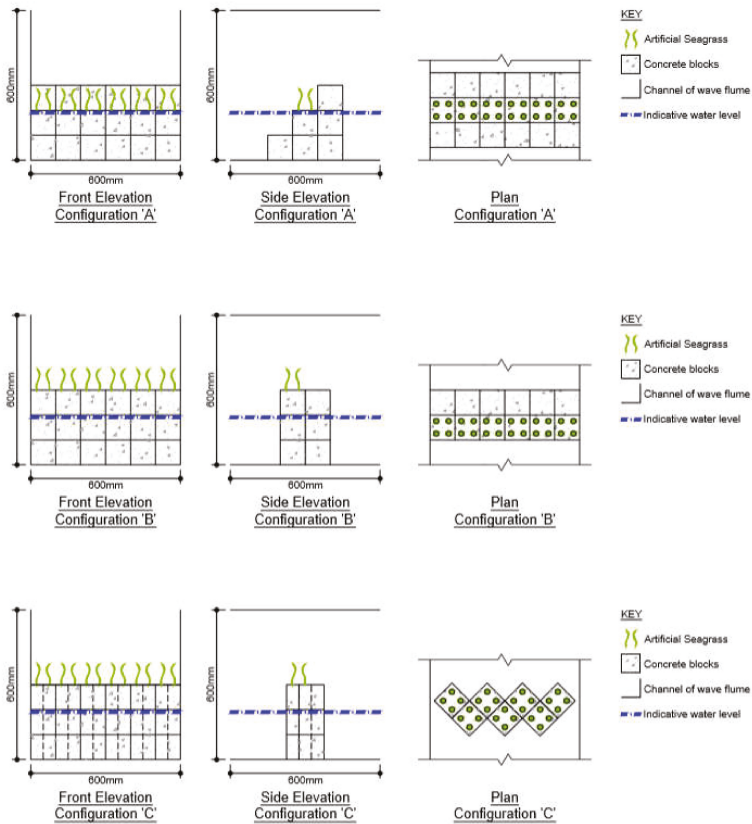 600mm
600mm
Front Elevation
Configuration 'A'
600mm
Side Elevation
Configuration 'A'
Plan
Configuration 'A'
KEY
Artificial Seagrass
Concrete blocks
Channel of wave flume
Indicative water level
600mm
600mm
Front Elevation
Configuration 'B'
600mm
600mm
Side Elevation
Configuration 'B'
Plan
Configuration 'B'
KEY
Artificial Seagrass
Concrete blocks
Channel of wave flume
Indicative water level
600mm
600mm
Front Elevation
Configuration 'C'
600mm
600mm
Side Elevation
Configuration 'C'
Plan
Configuration 'C'
KEY
Artificial Seagrass
Concrete blocks
Channel of wave flume
Indicative water level